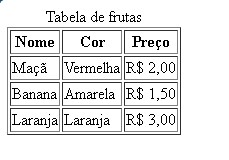 Tabela de frutas
Nome Cor Preço
Maçã Vermelha R$ 2,00
Banana Amarela R$ 1,50
Laranja Laranja R$ 3,00